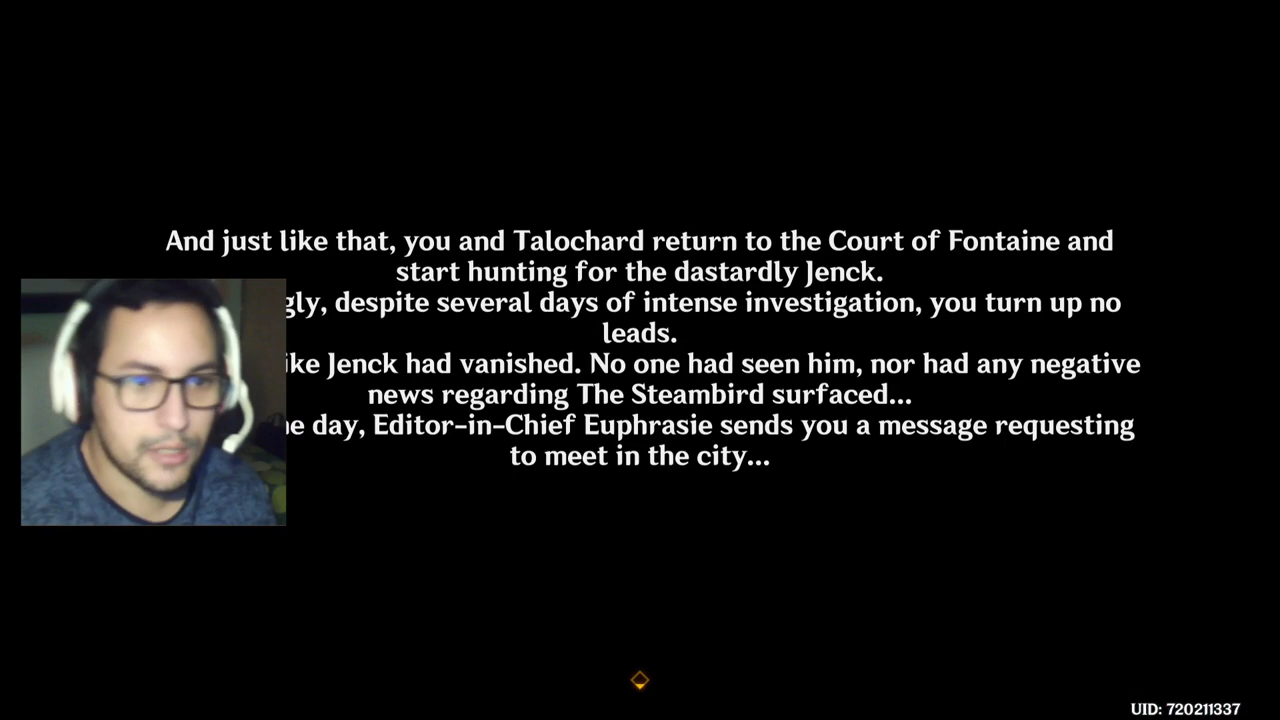 And just like that, you and Talochard return to the Court of Fontaine and
start hunting for the dastardly Jenck.
despite several days of intense investigation, you turn up no
leads.
Jenck had vanished. No one had seen him, nor had any negative
news regarding The Steambird surfaced...
day, Editor-in-Chief Euphrasie sends you a message requesting
to meet in the city...
UID: 720211337